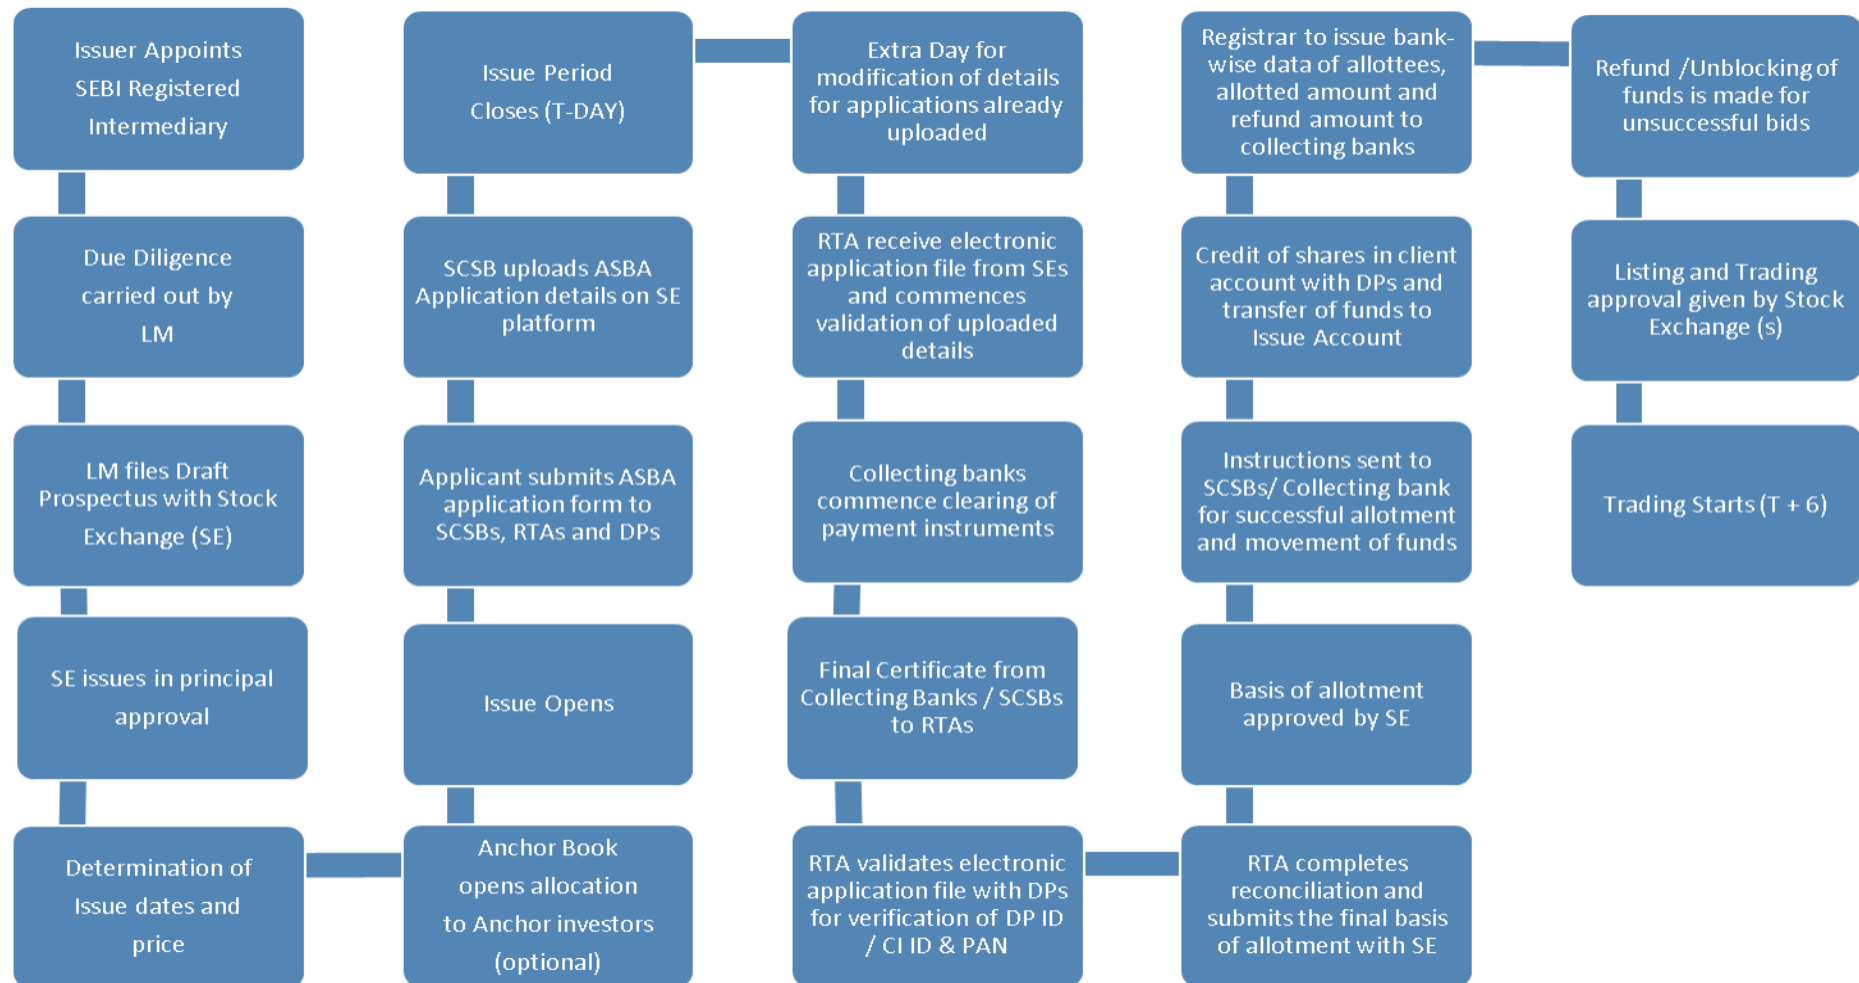 Issuer Appoints
SEBI Registered
Intermediary
Due Diligence
carried out by
LM
LM files Draft
Prospectus with Stock
Exchange (SE)
SE issues in principal
approval
Determination of
Issue dates and
price
Anchor Book
opens allocation
to Anchor investors
(optional)
Issue Opens
Applicant submits ASBA
application form to
SCSBs, RTAs and DPs
SCSB uploads ASBA
Application details on SE
platform
Issue Period
Closes (T-DAY)
Extra Day for
modification of details
for applications already
uploaded
RTA receive electronic
application file from SEs
and commences
validation of uploaded
details
Collecting banks
commence clearing of
payment instruments
Final Certificate from
Collecting Banks / SCSBs
to RTAs
RTA validates electronic
application file with DPs
for verification of DP ID
/ CI ID & PAN
RTA completes
reconciliation and
submits the final basis
of allotment with SE
Basis of allotment
approved by SE
Instructions sent to
SCSBs/ Collecting bank
for successful allotment
and movement of funds
Credit of shares in client
account with DPs and
transfer of funds to
Issue Account
Registrar to issue bank-
wise data of allottees,
allotted amount and
refund amount to
collecting banks
Refund /Unblocking of
funds is made for
unsuccessful bids
Listing and Trading
approval given by Stock
Exchange (s)
Trading Starts (T + 6)